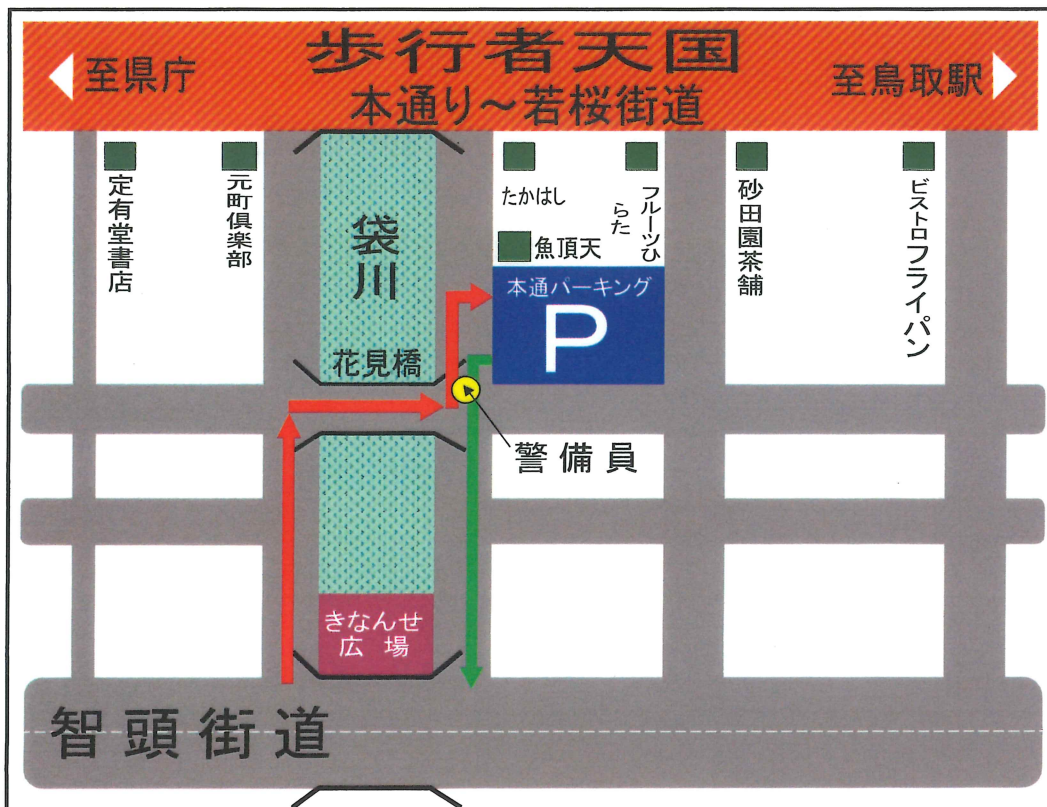 歩行者天国
至県庁
本通り～若桜街道
至鳥取駅
定有堂書店
元町倶楽部
袋川
たかはし
フルーツひ
らた
魚頂天
砂田園茶舗
ビストロフライパン
本通パーキング
P
花見橋
警備員
きなんせ
広場
智頭街道